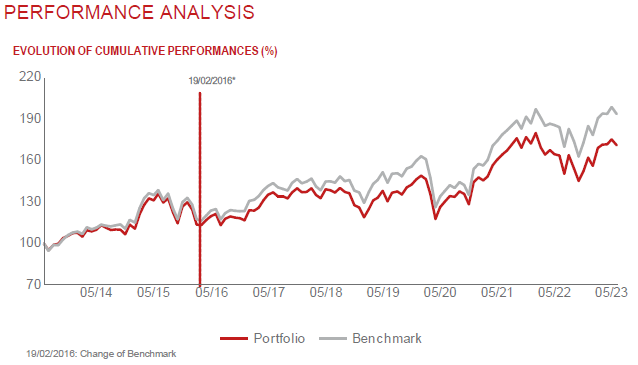 PERFORMANCE ANALYSIS
EVOLUTION OF CUMULATIVE PERFORMANCES (%)
19/02/2016*
220
190
160
130
100
70
05/14 05/15 05/16 05/17 05/18 05/19 05/20 05/21 05/22 05/23
Portfolio Benchmark
19/02/2016: Change of Benchmark